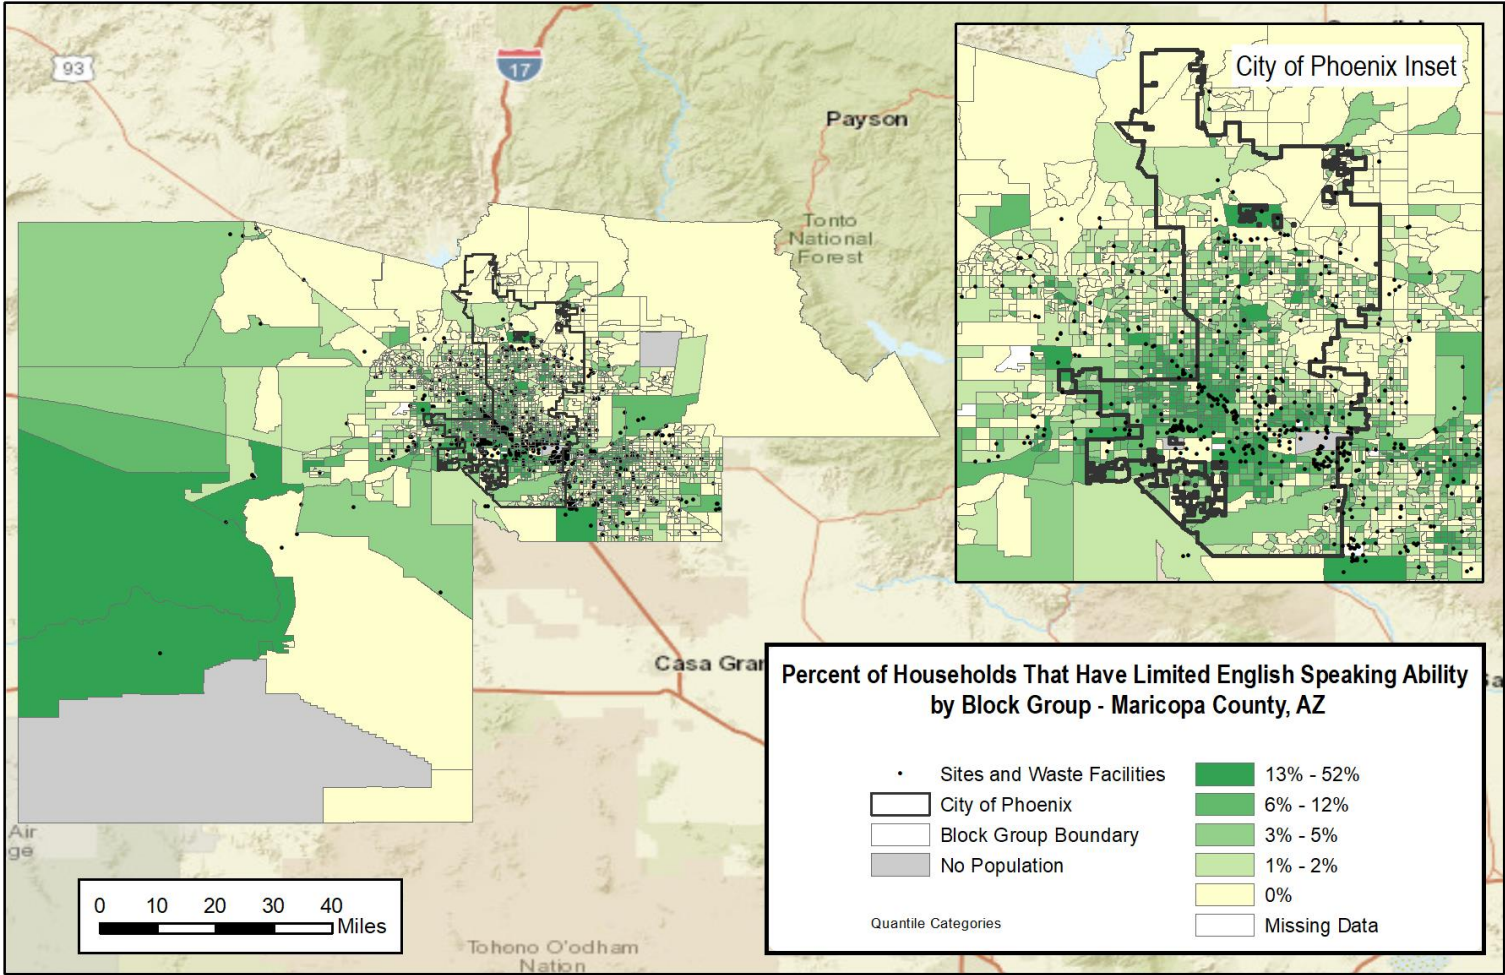 93
17
Payson
Tonto
National
Forest
City of Phoenix Inset
Casa Gran
Air
ge
Tohono O'odham
Nation
0 10 20 30 40
Miles
Percent of Households That Have Limited English Speaking Ability
by Block Group - Maricopa County, AZ
Sites and Waste Facilities
City of Phoenix
Block Group Boundary
No Population
Quantile Categories
13% - 52%
6% - 12%
3% - 5%
1% - 2%
0%
Missing Data